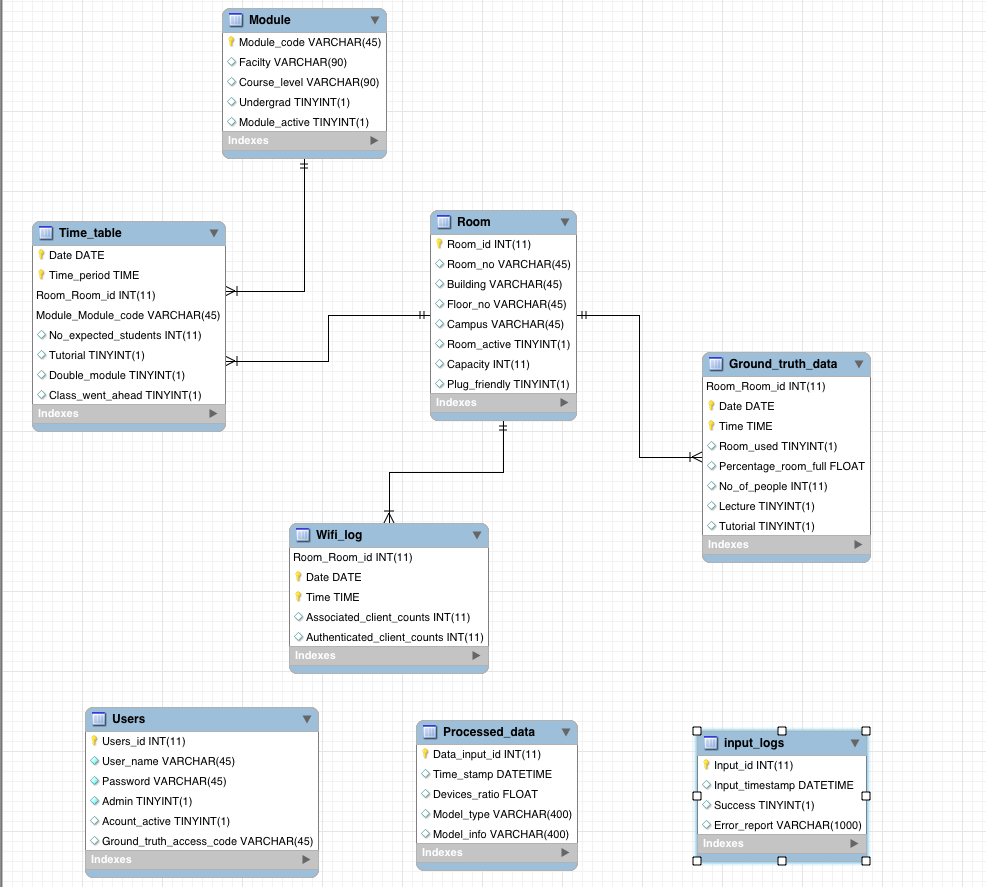 Module
Module_code VARCHAR(45)
Facilty VARCHAR(90)
Course_level VARCHAR(90)
Undergrad TINYINT(1)
Module_active TINYINT(1)
Indexes
Time_table
Date DATE
Time_period TIME
Room_Room_id INT(11)
Module_Module_code VARCHAR(45)
No_expected_students INT(11)
Tutorial TINYINT(1)
Double_module TINYINT(1)
Class_went_ahead TINYINT(1)
Indexes
Room
Room_id INT(11)
Room_no VARCHAR(45)
Building VARCHAR(45)
Floor_no VARCHAR(45)
Campus VARCHAR(45)
Room_active TINYINT(1)
Capacity INT(11)
Plug_friendly TINYINT(1)
Indexes
Ground_truth_data
Room_Room_id INT(11)
Date DATE
Time TIME
Room_used TINYINT(1)
Percentage_room_full FLOAT
No_of_people INT(11)
Lecture TINYINT(1)
Tutorial TINYINT(1)
Indexes
Wifi_log
Room_Room_id INT(11)
Date DATE
Time TIME
Associated_client_counts INT(11)
Authenticated_client_counts INT(11)
Indexes
Users
Users_id INT(11)
User_name VARCHAR(45)
Password VARCHAR(45)
Admin TINYINT(1)
Acount_active TINYINT(1)
Ground_truth_access_code VARCHAR(45)
Indexes
Processed_data
Data_input_id INT(11)
Time_stamp DATETIME
Devices_ratio FLOAT
Model_type VARCHAR(400)
Model_info VARCHAR(400)
Indexes
input_logs
Input_id INT(11)
Input_timestamp DATETIME
Success TINYINT(1)
Error_report VARCHAR(1000)
Indexes